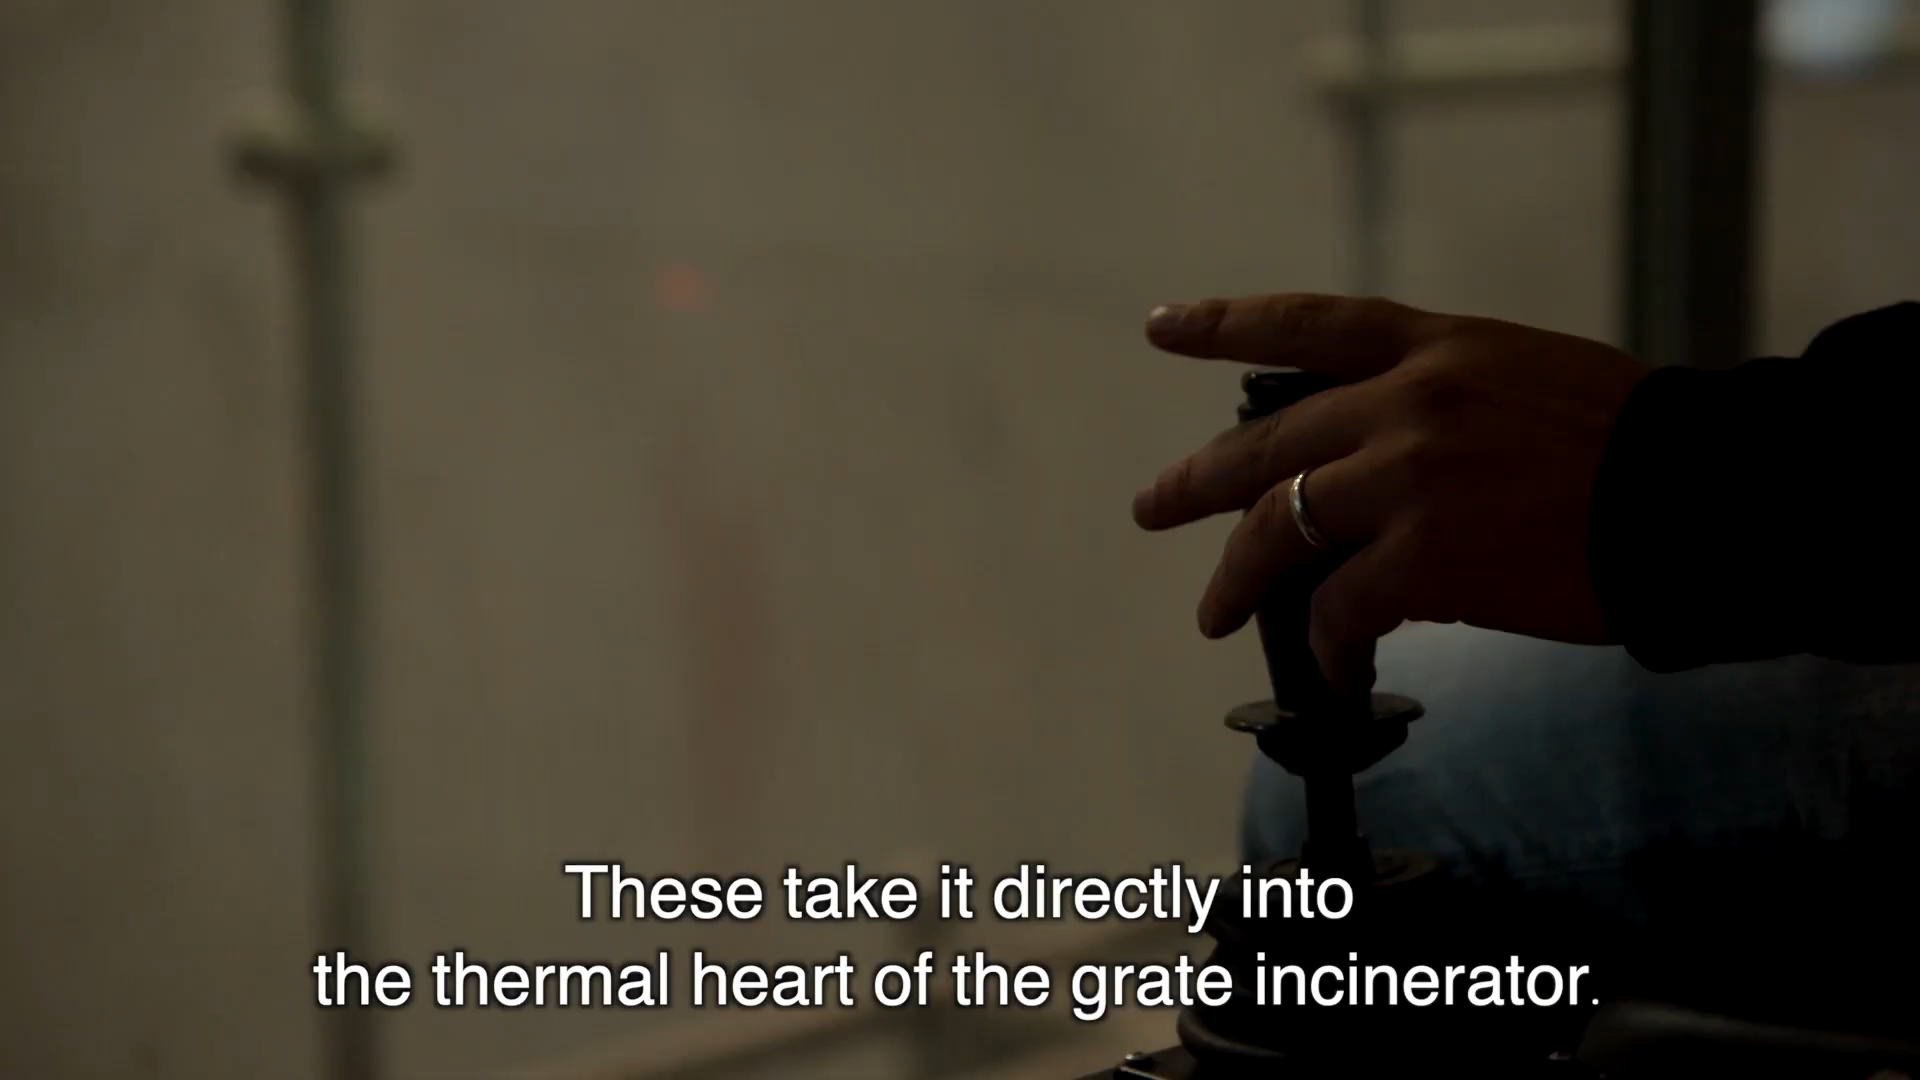 These take it directly into
the thermal heart of the grate incinerator.